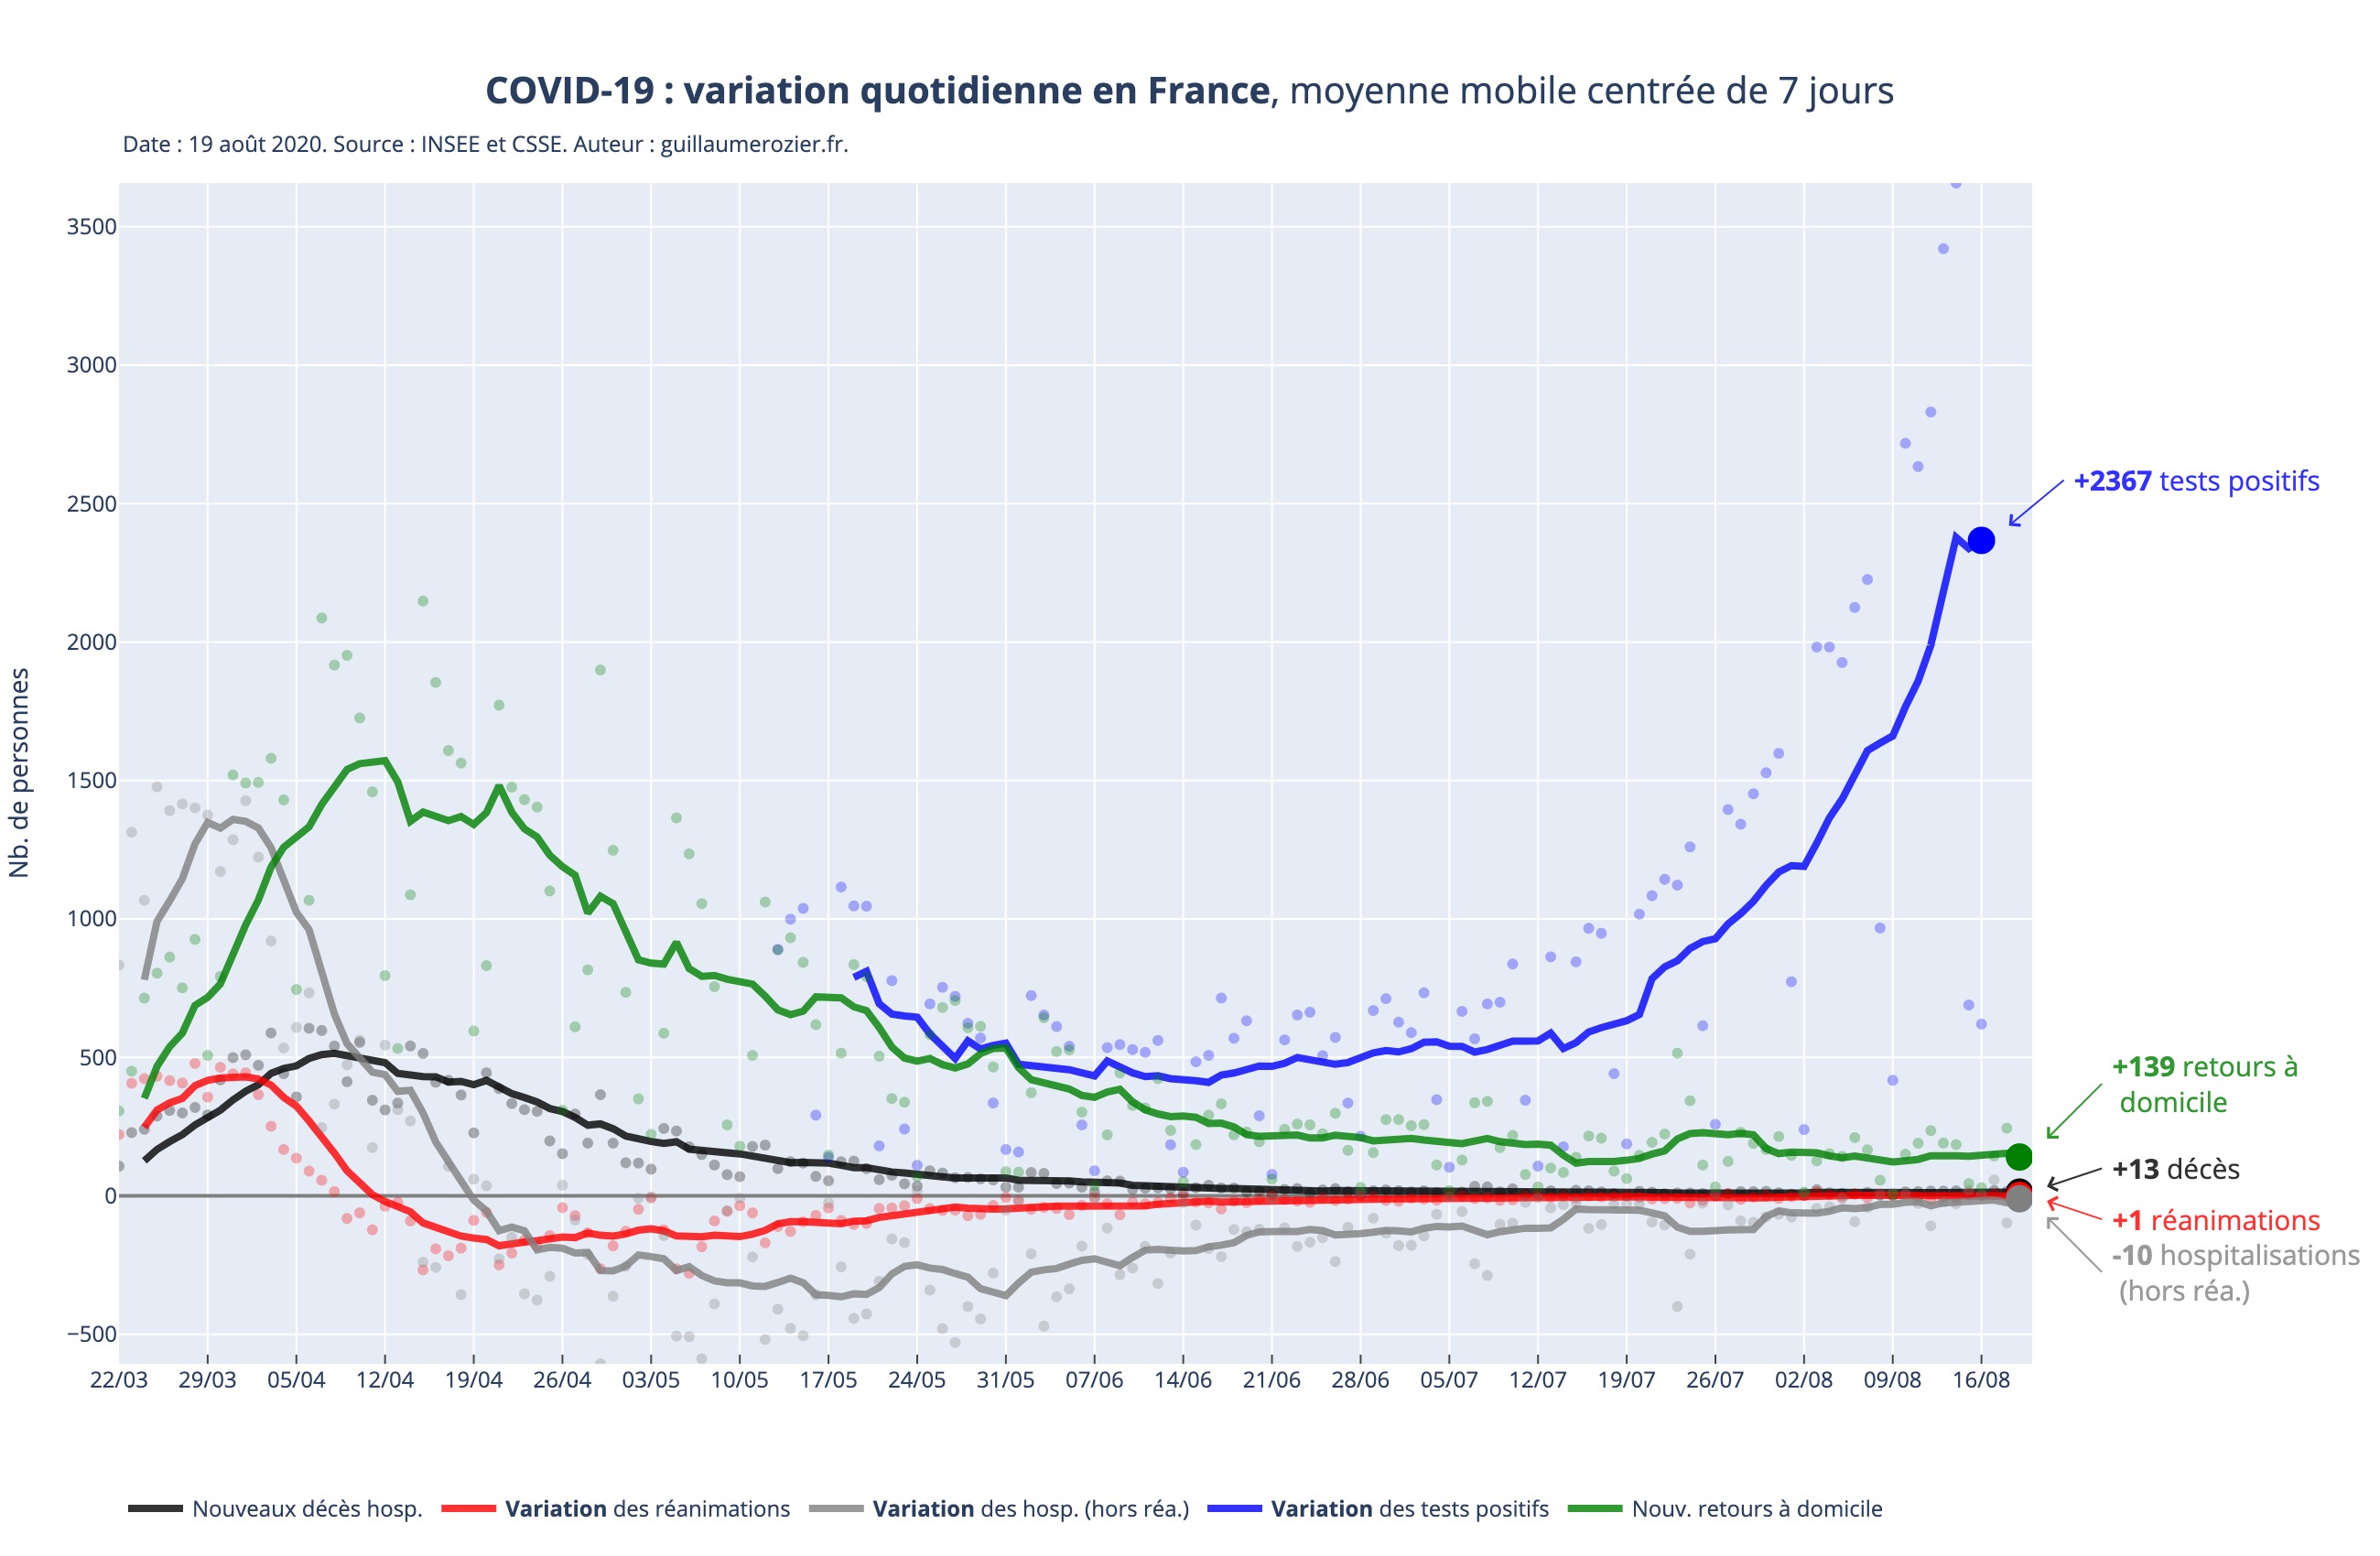 COVID-19 : variation quotidienne en France, moyenne mobile centrée de 7 jours
Date : 19 août 2020. Source : INSEE et CSSE. Auteur : guillaumerozier.fr.
Nb. de personnes
3500
3000
2500
2000
1500
1000
500
0
−500
22/03 29/03 05/04 12/04 19/04 26/04 03/05 10/05 17/05 24/05 31/05 07/06 14/06 21/06 28/06 05/07 12/07 19/07 26/07 02/08 09/08 16/08
+2367 tests positifs
+139 retours à
domicile
+13 décès
+1 réanimations
-10 hospitalisations
(hors réa.)
Nouveaux décès hosp. Variation des réanimations Variation des hosp. (hors réa.) Variation des tests positifs Nouv. retours à domicile